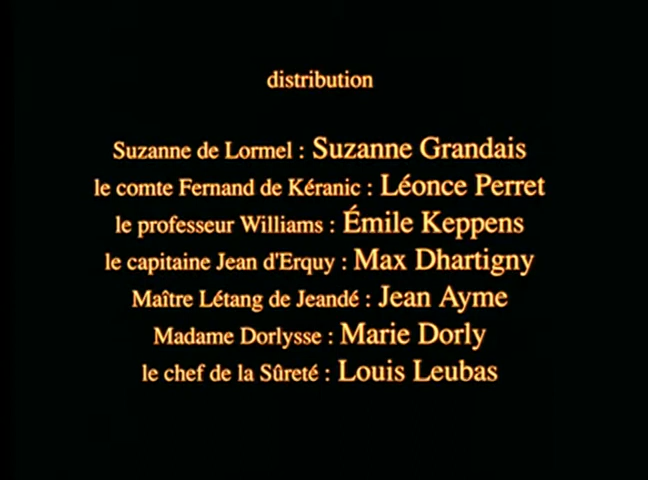 distribution
Suzanne de Lormel : Suzanne Grandais
le comte Fernand de Kéranic : Léonce Perret
le professeur Williams : Émile Keppens
le capitaine Jean d'Erquy : Max Dhartigny
Maître Létang de Jeandé : Jean Ayme
Madame Dorlysse : Marie Dorly
le chef de la Sûreté : Louis Leubas